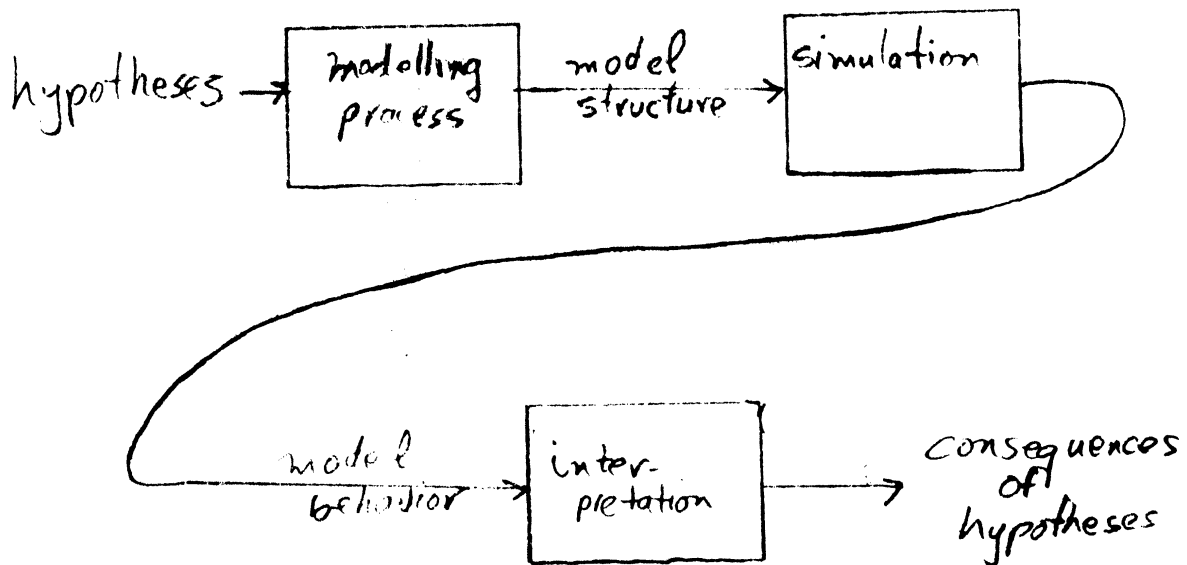 hypotheses
modelling
process
model
structure
simulation
model
behavior
inter-
pretation
consequences
of
hypotheses